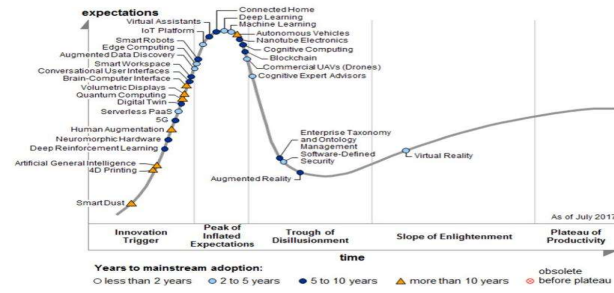 expectations
Connected Home
Virtual Assistants
Deep Learning
IoT Platform
Machine Learning
Smart Robots
Autonomous Vehicles
Edge Computing
Nanotube Electronics
Augmented Data Discovery
Cognitive Computing
Smart Workspace
Blockchain
Conversational User Interfaces
Commercial UAVs (Drones)
Brain-Computer Interface
Cognitive Expert Advisors
Volumetric Displays
Quantum Computing
Digital Twin
Serverless PaaS
5G
Human Augmentation
Neuromorphic Hardware
Deep Reinforcement Learning
Enterprise Taxonomy
and Ontology
Management
Software-Defined
Security
Virtual Reality
Artificial General Intelligence
4D Printing
Augmented Reality
Smart Dust
As of July 2017
Innovation
Trigger
Peak of
Inflated
Expectations
Trough of
Disillusionment
Slope of Enlightenment
Plateau of
Productivity
time
Years to mainstream adoption:
less than 2 years
2 to 5 years
5 to 10 years
more than 10 years
obsolete
before plateau